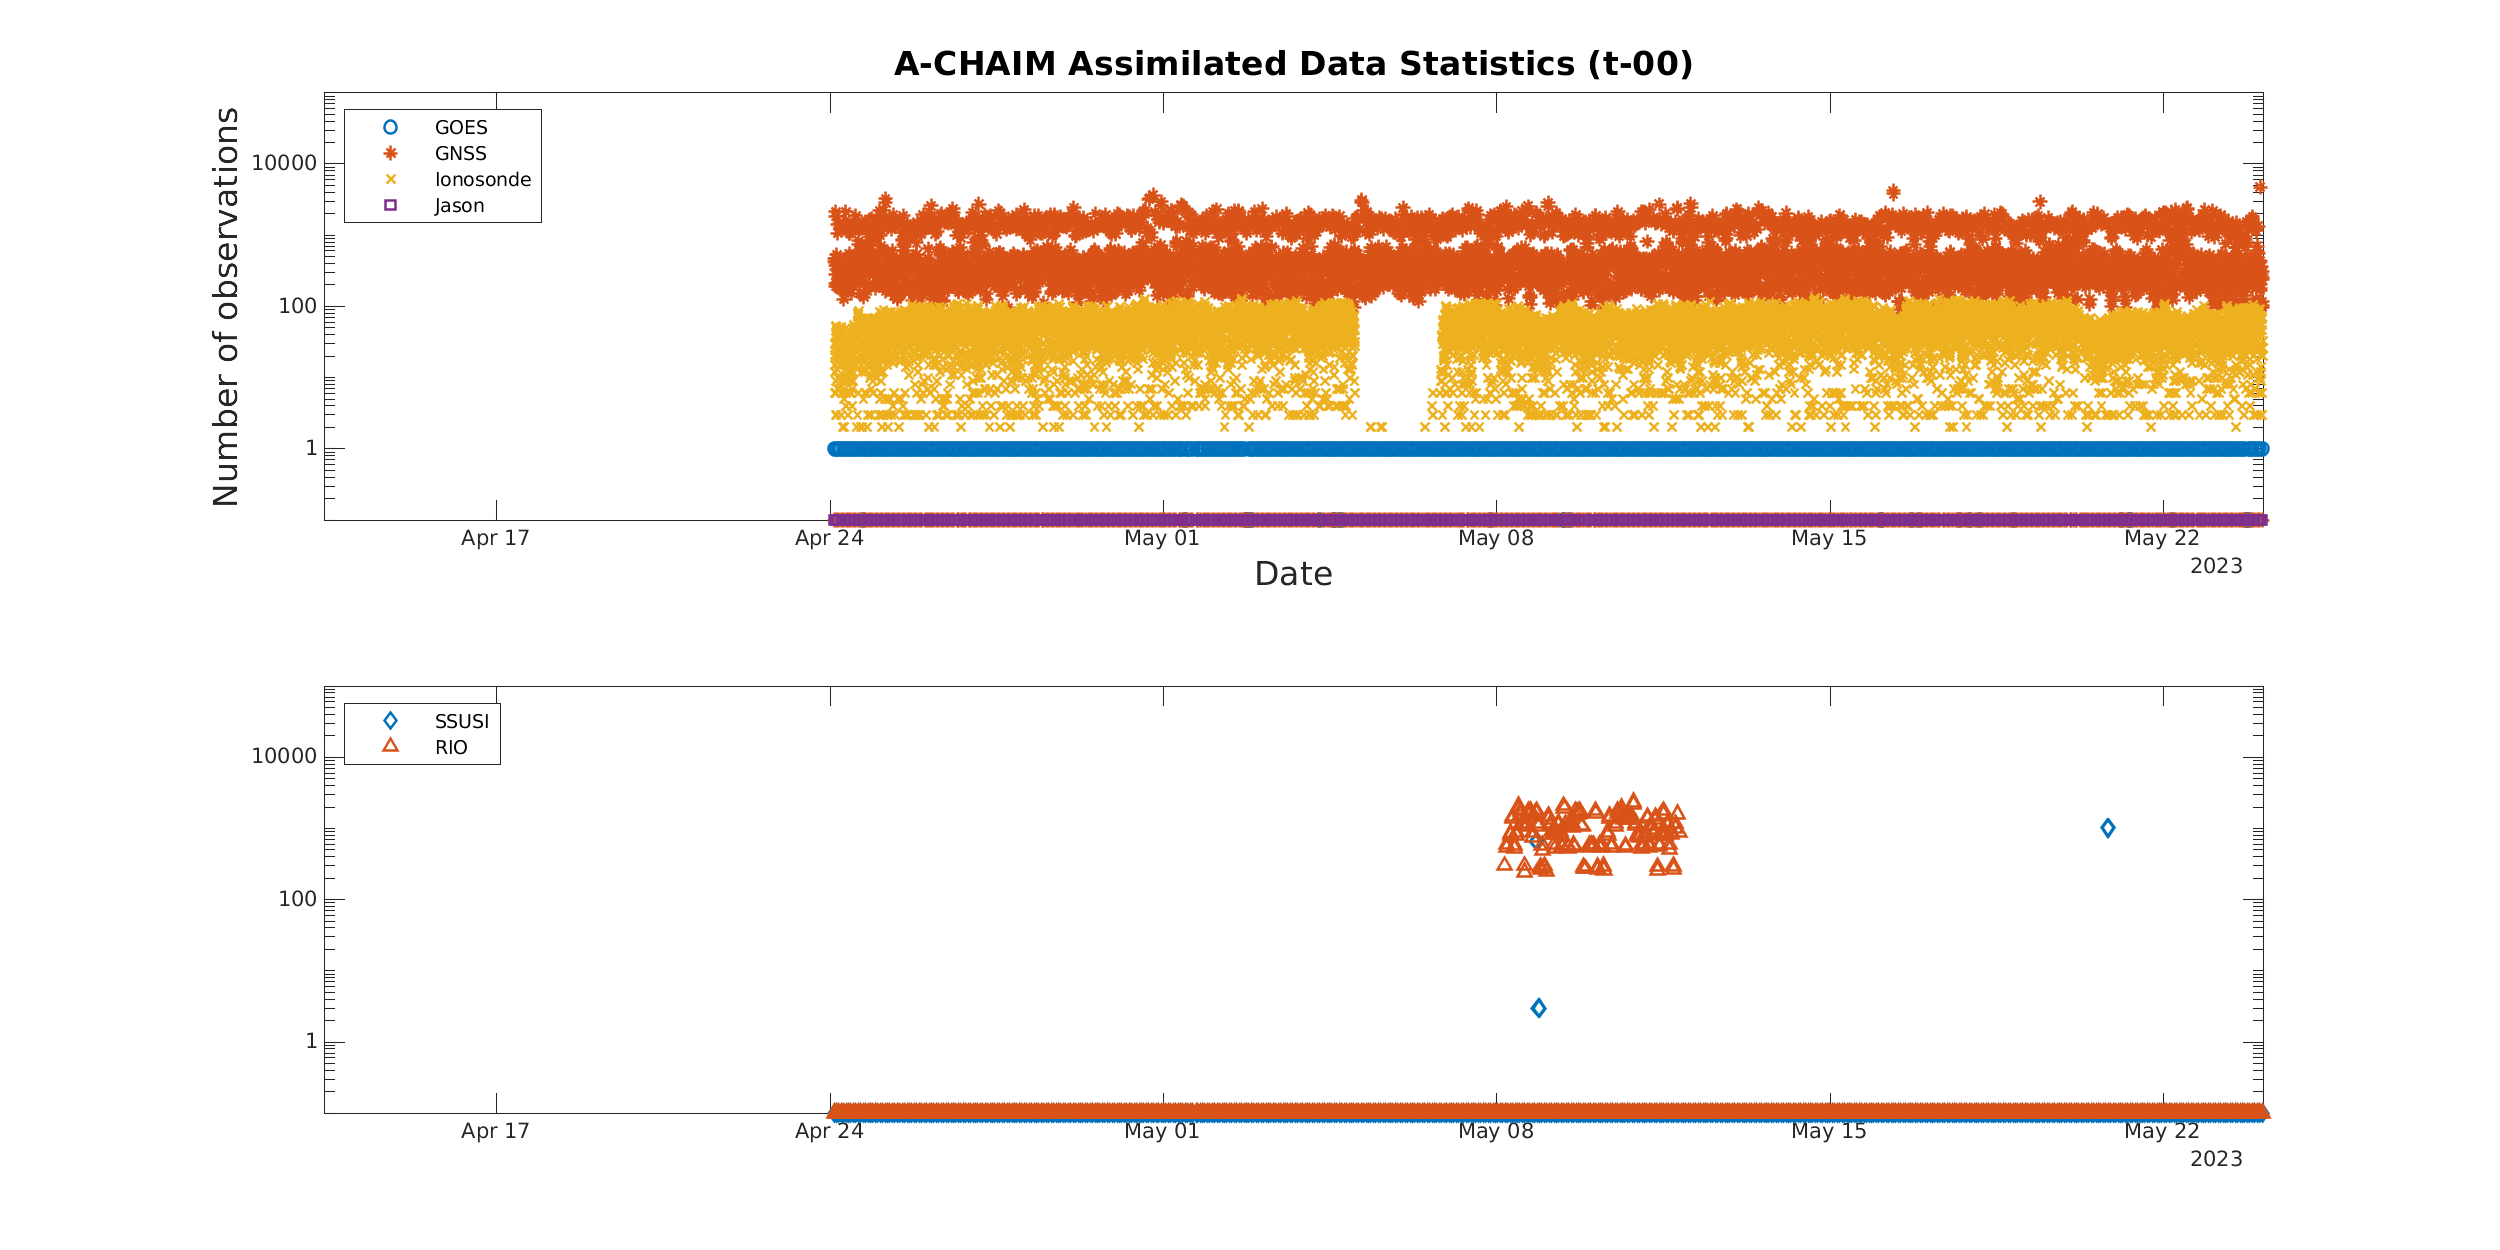 A-CHAIM Assimilated Data Statistics (t-00)
Number of observations
GOES
GNSS
Ionosonde
Jason
10000
100
1
Apr 17 Apr 24 May 01 May 08 May 15 May 22
2023
Date
SSUSI
RIO
10000
100
1
Apr 17 Apr 24 May 01 May 08 May 15 May 22
2023